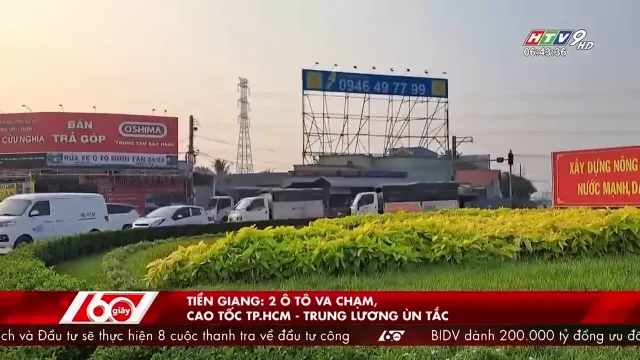 HTV9 HD
06:43:36
0946 49 77 99
BÁN
TRẢ GÓP
OSHIMA
TRUNG TÂM BẢO HÀNH
CỨU NGHĨA
RỬA XE Ô TÔ MINH TÂN 24/24
XÂY DỰNG NÔNG
NƯỚC MẠNH, D
60 giây
TIỀN GIANG: 2 Ô TÔ VA CHẠM,
CAO TỐC TP.HCM - TRUNG LƯƠNG ÙN TẮC
ch và Đầu tư sẽ thực hiện 8 cuộc thanh tra về đầu tư công
BIDV dành 200.000 tỷ đồng ưu đ